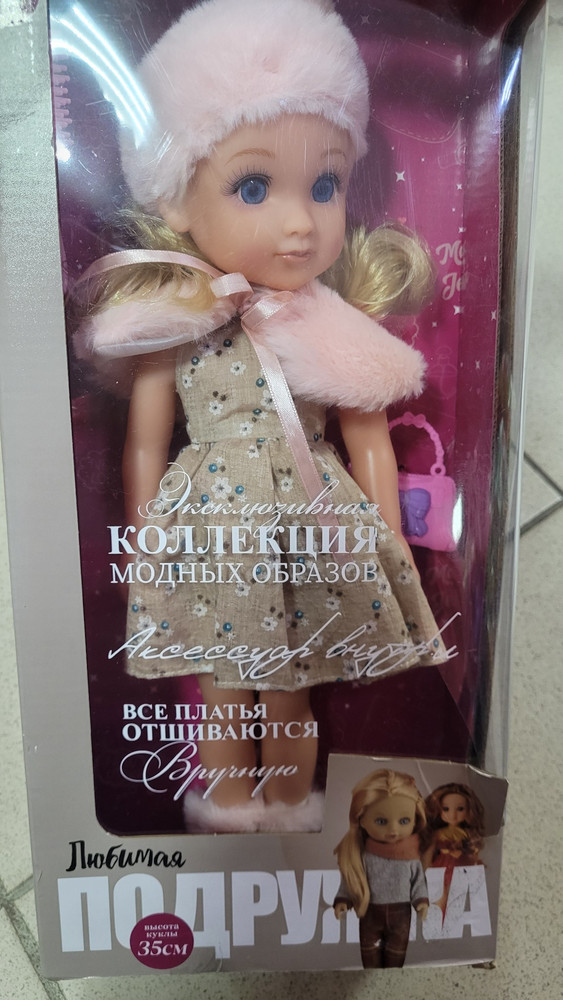 Эксклюзивная
КОЛЛЕКЦИЯ
МОДНЫХ ОБРАЗОВ
Аксессуар внутри
ВСЕ ПЛАТЬЯ
ОТШИВАЮТСЯ
Вручную
Любимая
ПОДРУЖКА
высота
куклы
35см